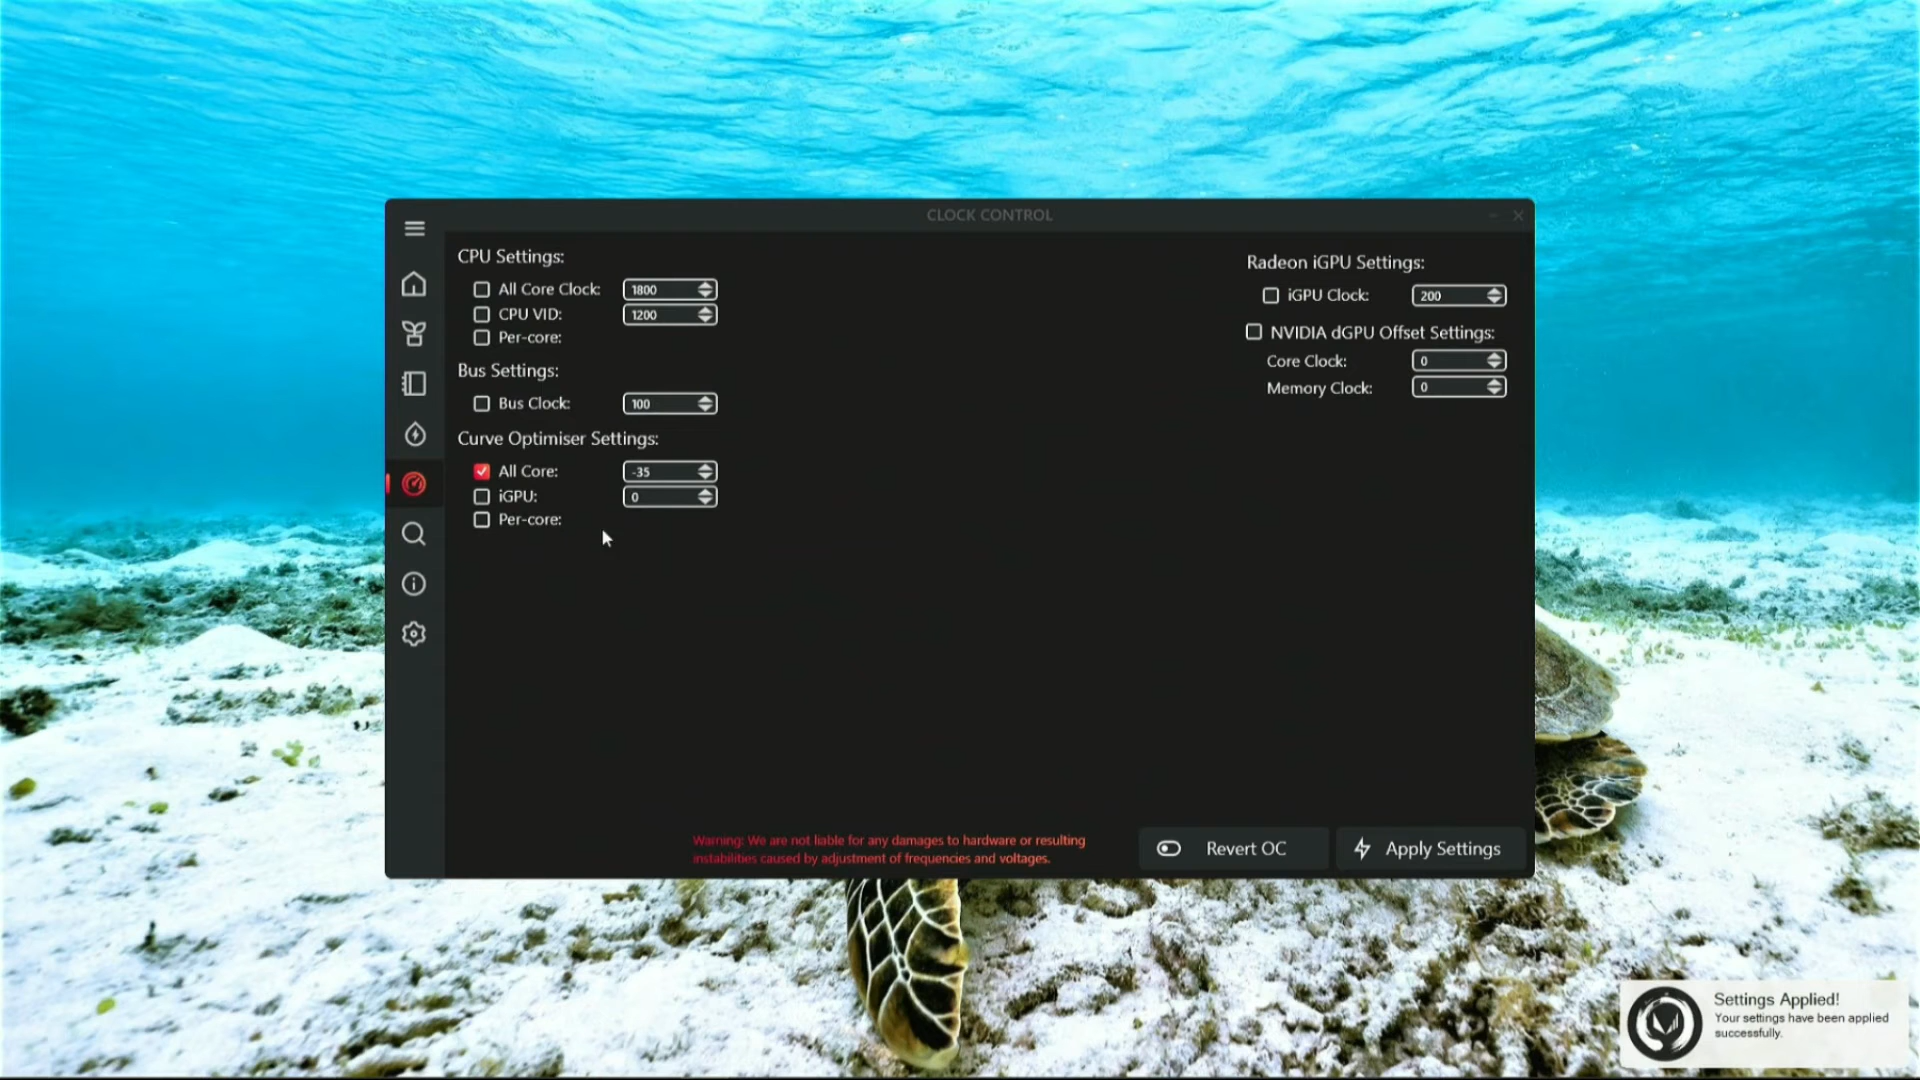 CLOCK CONTROL
CPU Settings:
All Core Clock: 1800
CPU VID: 1200
Per-core:
Bus Settings:
Bus Clock: 100
Curve Optimiser Settings:
All Core: -35
iGPU: 0
Per-core:
Radeon iGPU Settings:
iGPU Clock: 200
NVIDIA dGPU Offset Settings:
Core Clock: 0
Memory Clock: 0
Warning: We are not liable for any damages to hardware or resulting
instabilities caused by adjustment of frequencies and voltages.
Revert OC
Apply Settings
Settings Applied!
Your settings have been applied
successfully.